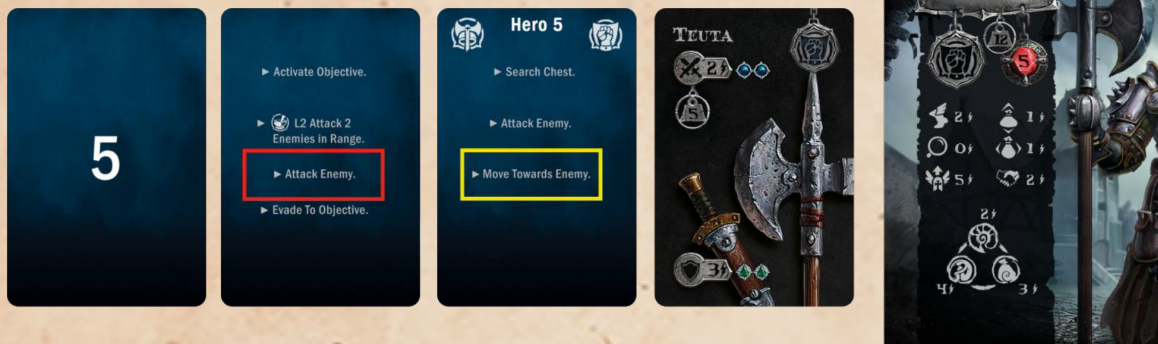 5
► Activate Objective.
► L2 Attack 2
Enemies in Range.
► Attack Enemy.
► Evade To Objective.
Hero 5
► Search Chest.
► Attack Enemy.
► Move Towards Enemy.
TEUTA
2
5
3
12
5
2 1
0 1
5 2
2
4 3